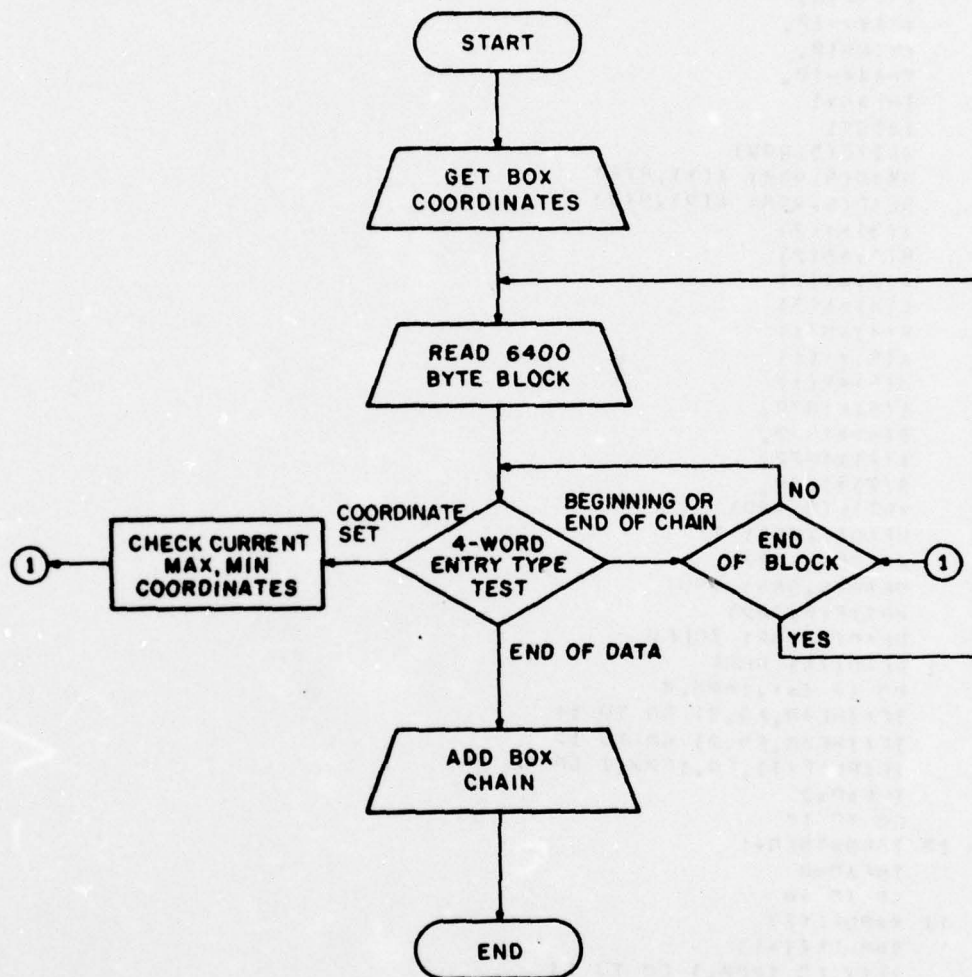 START
GET BOX
COORDINATES
READ 6400
BYTE BLOCK
NO
COORDINATE
SET
BEGINNING OR
END OF CHAIN
1
CHECK CURRENT
MAX, MIN
COORDINATES
4-WORD
ENTRY TYPE
TEST
END
OF BLOCK
1
YES
END OF DATA
ADD BOX
CHAIN
END